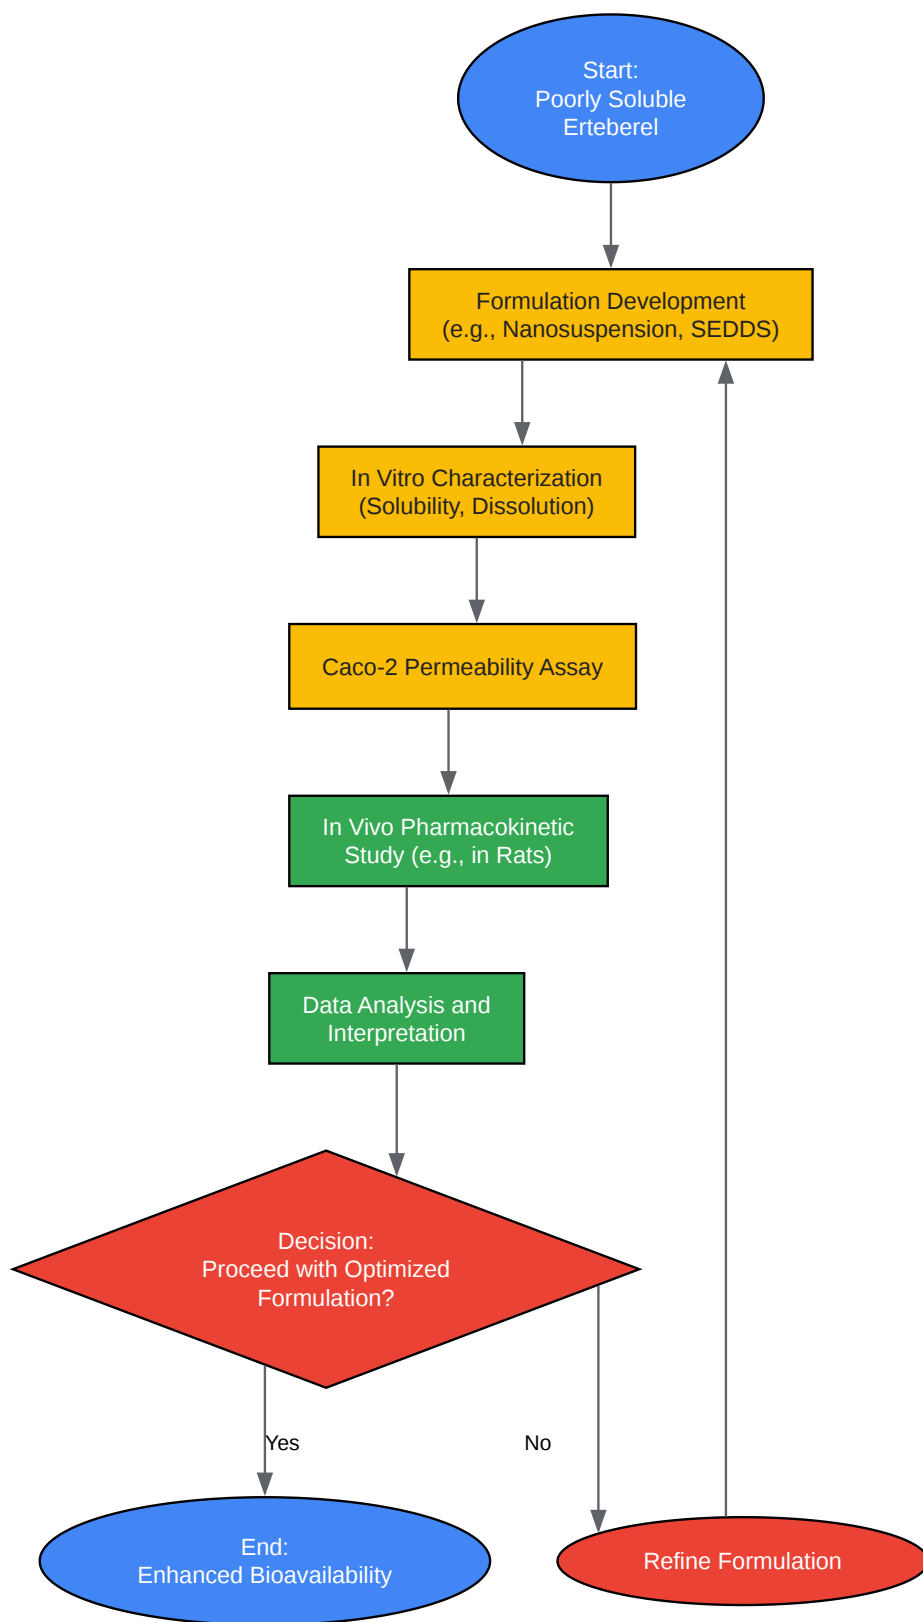 Start:
Poorly Soluble
Erteberel
Formulation Development
(e.g., Nanosuspension, SEDDS)
In Vitro Characterization
(Solubility, Dissolution)
Caco-2 Permeability Assay
In Vivo Pharmacokinetic
Study (e.g., in Rats)
Data Analysis and
Interpretation
Decision:
Proceed with Optimized
Formulation?
Yes
No
End:
Enhanced Bioavailability
Refine Formulation